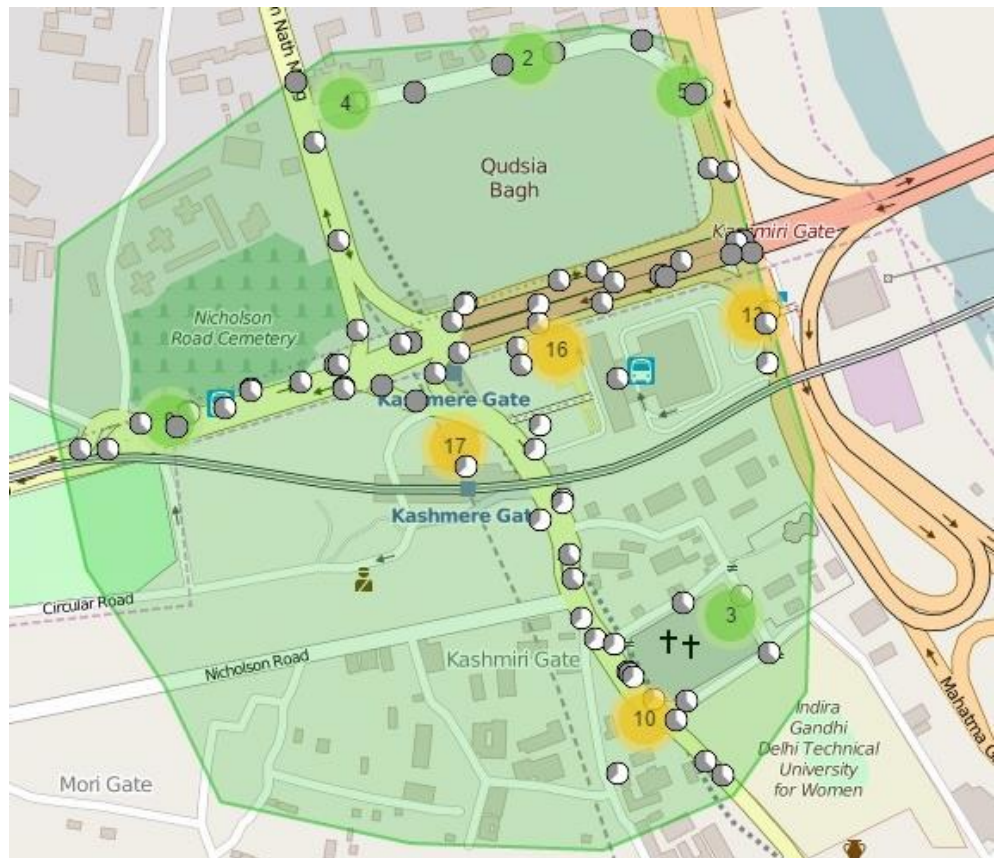 n Nath M
g
4
2
5
Qudsia
Bagh
Kashmiri Gate
Nicholson
Road Cemetery
16
Kashmere Gate
17
Kashmere Gat
Circular Road
3
Nicholson Road
Kashmiri Gate
10
Indira
Gandhi
Delhi Technical
University
for Women
Mahatma G
Mori Gate